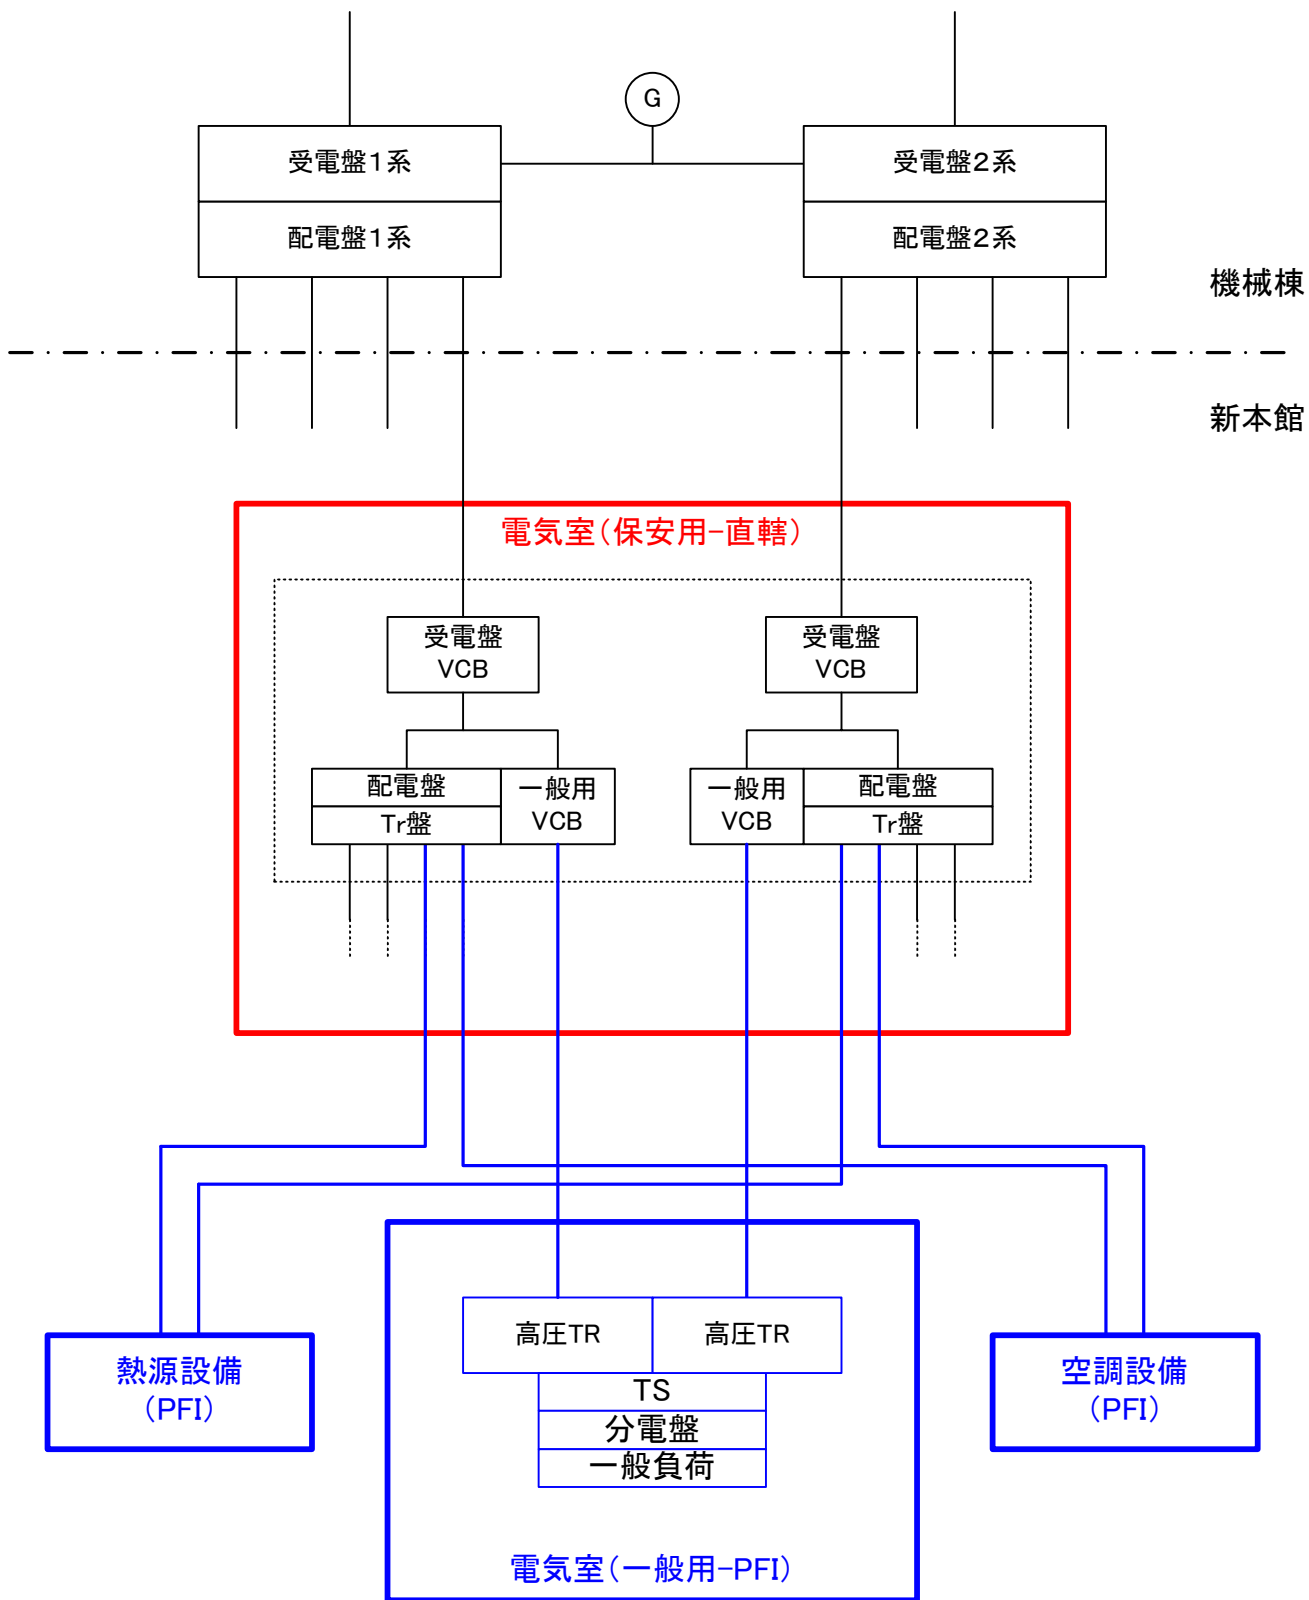 G
受電盤1系
受電盤2系
配電盤1系
配電盤2系
機械棟
新本館
電気室(保安用-直轄)
受電盤
VCB
受電盤
VCB
配電盤
Tr盤
一般用
VCB
一般用
VCB
配電盤
Tr盤
高圧TR
高圧TR
TS
分電盤
一般負荷
熱源設備
(PFI)
空調設備
(PFI)
電気室(一般用-PFI)